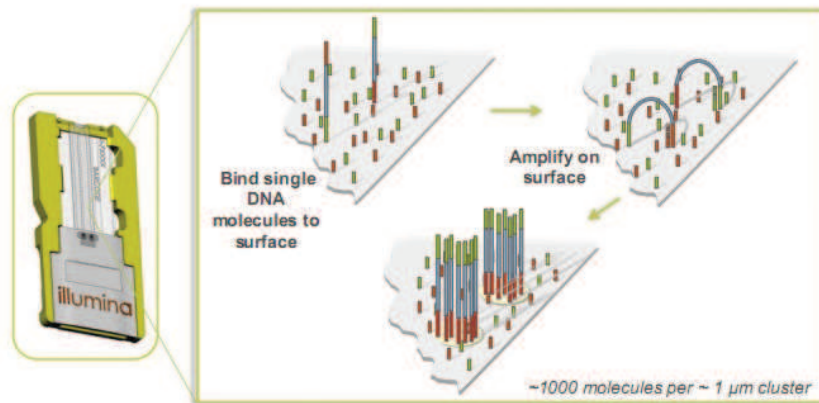 Bind single
DNA
molecules to
surface
Amplify on
surface
illumina
~1000 molecules per ~ 1 µm cluster